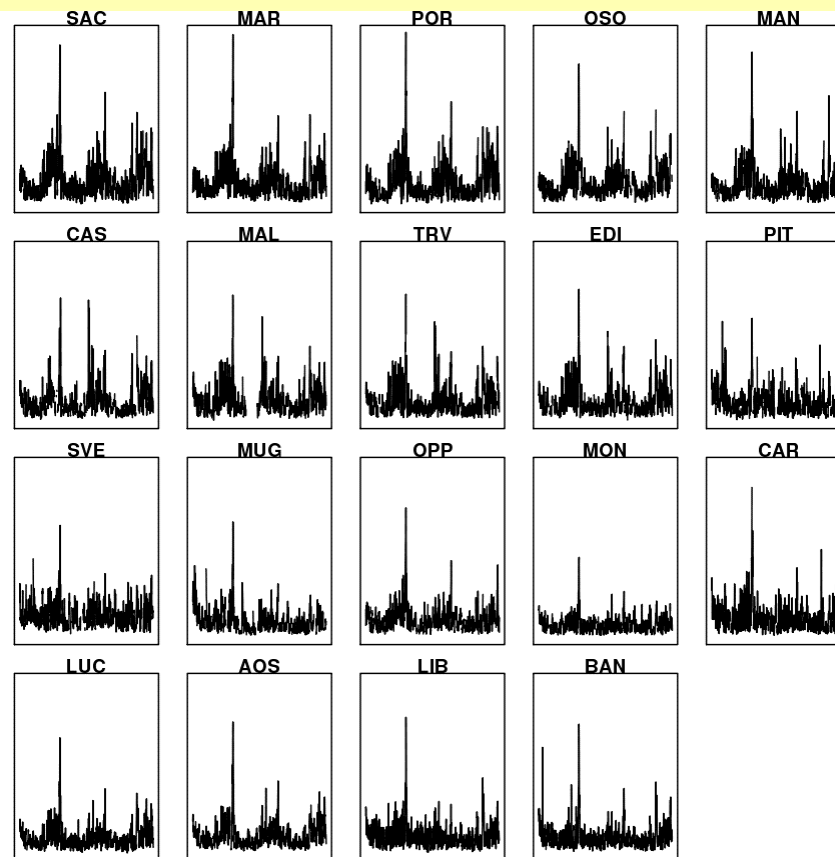 SAC MAR POR OSO MAN
CAS MAL TRV EDI PIT
SVE MUG OPP MON CAR
LUC AOS LIB BAN